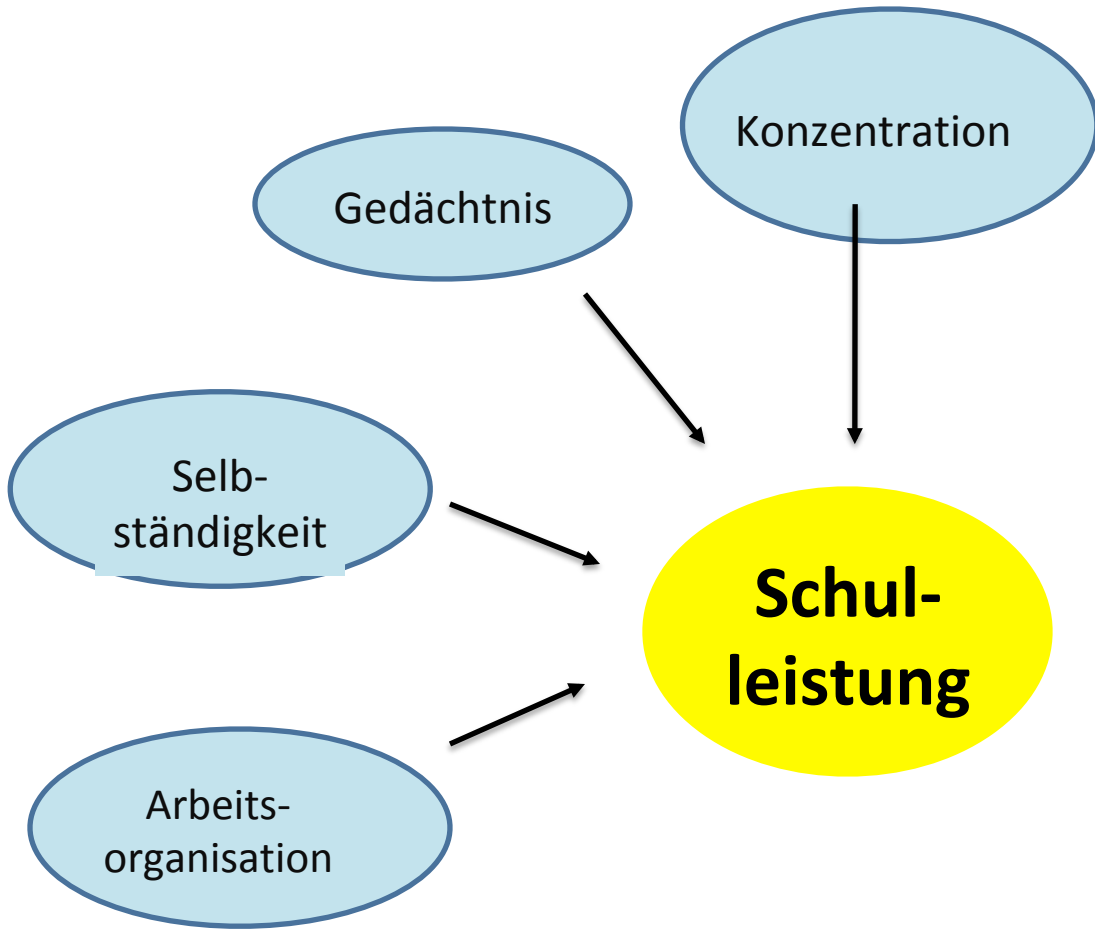 Konzentration
Gedächtnis
Selb-
ständigkeit
Schul-
leistung
Arbeits-
organisation